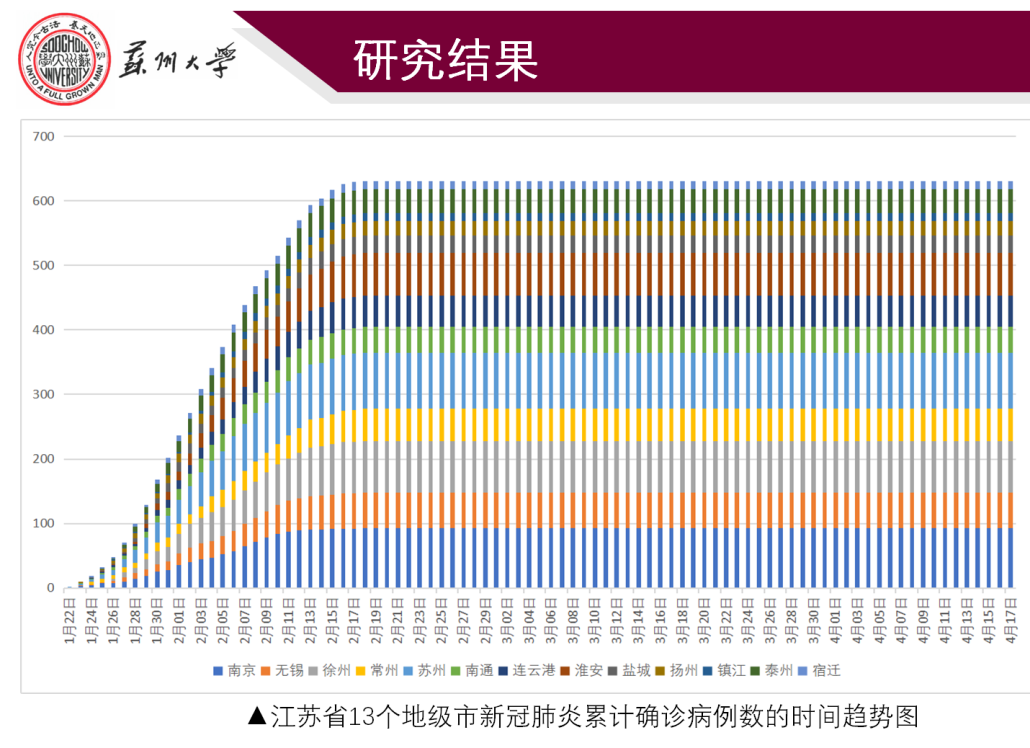 SOOCHOW
UNIVERSITY
UNTO A FULL GROWN MAN
蘇州大學
研究结果
700
600
500
400
300
200
100
0
1月22日 1月24日 1月26日 1月28日 1月30日 2月01日 2月03日 2月05日 2月07日 2月09日 2月11日 2月13日 2月15日 2月17日 2月19日 2月21日 2月23日 2月25日 2月27日 2月29日 3月02日 3月04日 3月06日 3月08日 3月10日 3月12日 3月14日 3月16日 3月18日 3月20日 3月22日 3月24日 3月26日 3月28日 3月30日 4月01日 4月03日 4月05日 4月07日 4月09日 4月11日 4月13日 4月15日 4月17日
南京 无锡 徐州 常州 苏州 南通 连云港 淮安 盐城 扬州 镇江 泰州 宿迁
▲江苏省13个地级市新冠肺炎累计确诊病例数的时间趋势图